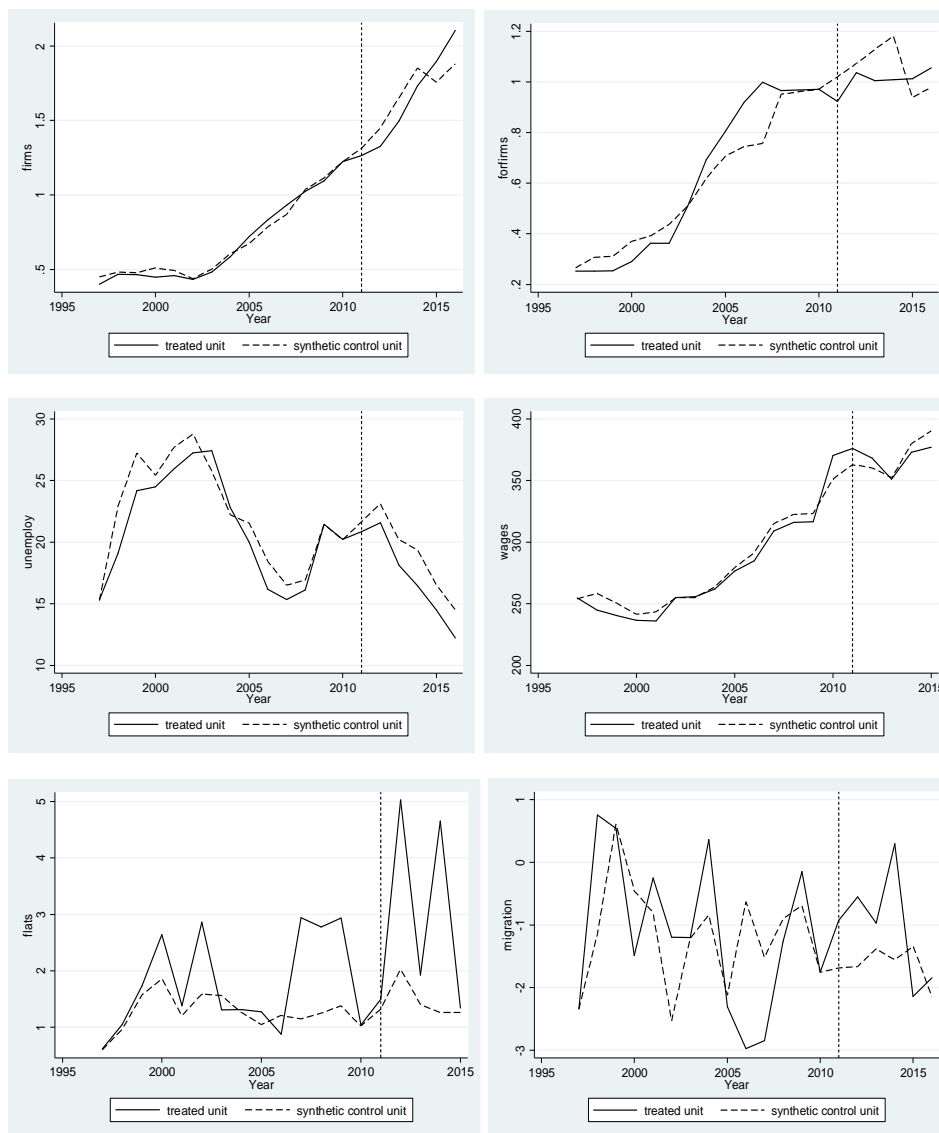 firms
2
1.5
1
.5
1995 2000 2005 2010 2015
Year
treated unit synthetic control unit
forfirms
1.2
1
.8
.6
.4
.2
1995 2000 2005 2010 2015
Year
treated unit synthetic control unit
unemploy
30
25
20
15
10
1995 2000 2005 2010 2015
Year
treated unit synthetic control unit
wages
400
350
300
250
200
1995 2000 2005 2010 2015
Year
treated unit synthetic control unit
flats
5
4
3
2
1
1995 2000 2005 2010 2015
Year
treated unit synthetic control unit
migration
1
0
-1
-2
-3
1995 2000 2005 2010 2015
Year
treated unit synthetic control unit